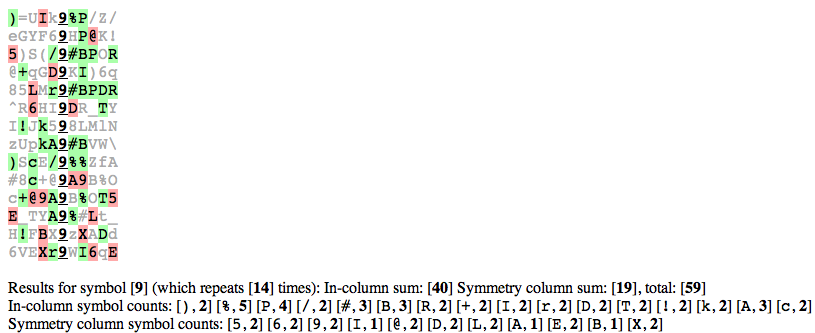 )=UIk9%P/Z/
eGYF69HP@K!
5)S(/9#BPOR
@+qGD9KI)6q
85LMr9#BPDR
^R6HI9DR_TY
I!Jk598LMlN
zUpkA9#BVW\
)ScE/9%%ZfA
#8c+@9A9B%O
c+@9A9B%OT5
E_TYA9%#Lt_
H!FBX9zXADd
6VEXr9WI6qE
Results for symbol [9] (which repeats [14] times): In-column sum: [40] Symmetry column sum: [19], total: [59]
In-column symbol counts: [),2] [%,5] [P,4] [/,2] [#,3] [B,3] [R,2] [+,2] [I,2] [r,2] [D,2] [T,2] [!,2] [k,2] [A,3] [c,2]
Symmetry column symbol counts: [5,2] [6,2] [9,2] [I,1] [@,2] [D,2] [L,2] [A,1] [E,2] [B,1] [X,2]